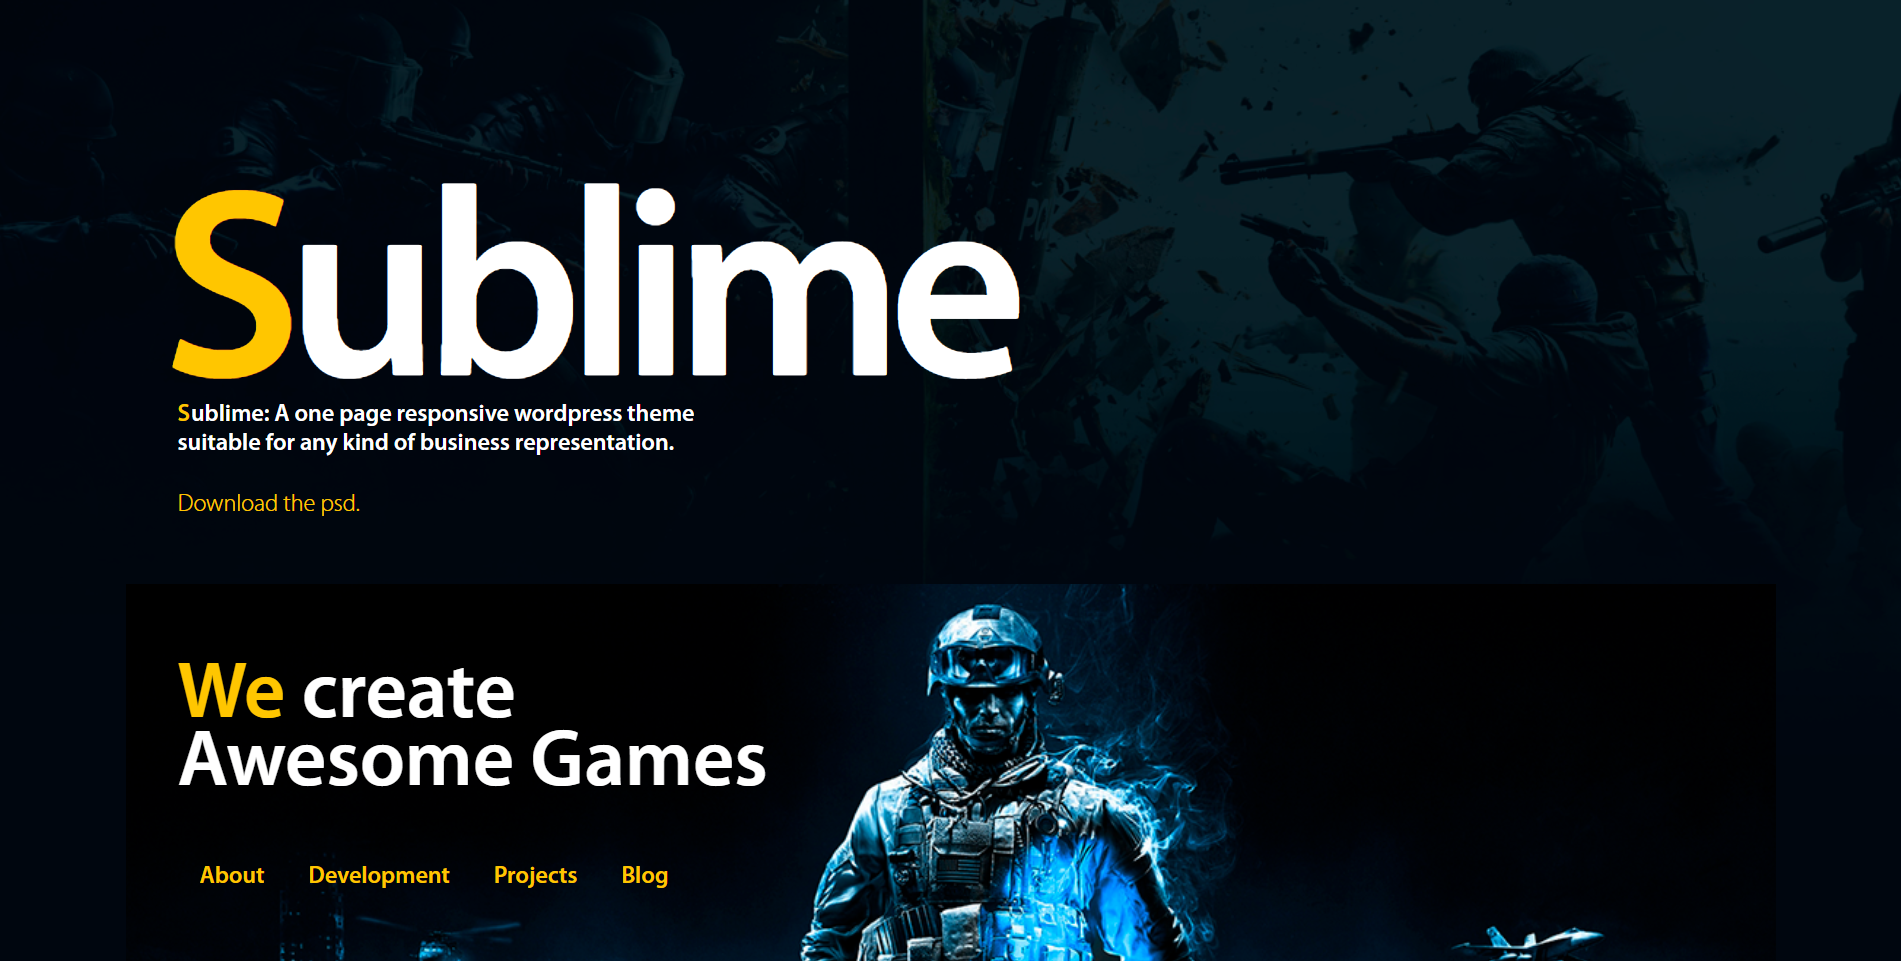 Sublime
Sublime: A one page responsive wordpress theme
suitable for any kind of business representation.
Download the psd.
We create
Awesome Games
About Development Projects Blog